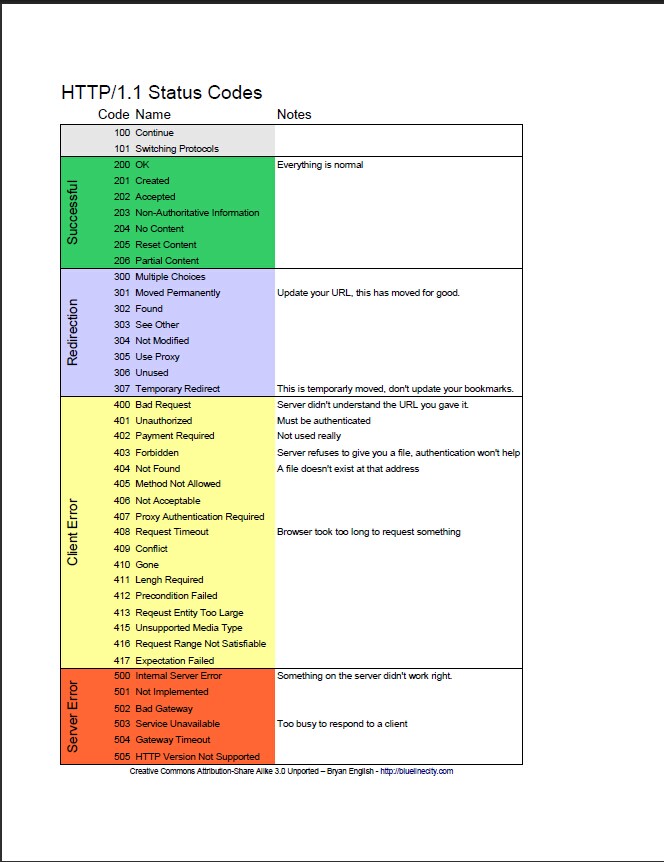 HTTP/1.1 Status Codes
Code Name Notes
100 Continue
101 Switching Protocols
Successful
200 OK Everything is normal
201 Created
202 Accepted
203 Non-Authoritative Information
204 No Content
205 Reset Content
206 Partial Content
Redirection
300 Multiple Choices
301 Moved Permanently Update your URL, this has moved for good.
302 Found
303 See Other
304 Not Modified
305 Use Proxy
306 Unused
307 Temporary Redirect This is temporarly moved, don't update your bookmarks.
Client Error
400 Bad Request Server didn't understand the URL you gave it.
401 Unauthorized Must be authenticated
402 Payment Required Not used really
403 Forbidden Server refuses to give you a file, authentication won't help
404 Not Found A file doesn't exist at that address
405 Method Not Allowed
406 Not Acceptable
407 Proxy Authentication Required
408 Request Timeout Browser took too long to request something
409 Conflict
410 Gone
411 Lengh Required
412 Precondition Failed
413 Reqeust Entity Too Large
415 Unsupported Media Type
416 Request Range Not Satisfiable
417 Expectation Failed
Server Error
500 Internal Server Error Something on the server didn't work right.
501 Not Implemented
502 Bad Gateway
503 Service Unavailable Too busy to respond to a client
504 Gateway Timeout
505 HTTP Version Not Supported
Creative Commons Attribution-Share Alike 3.0 Unported – Bryan English - http://bluelinecity.com